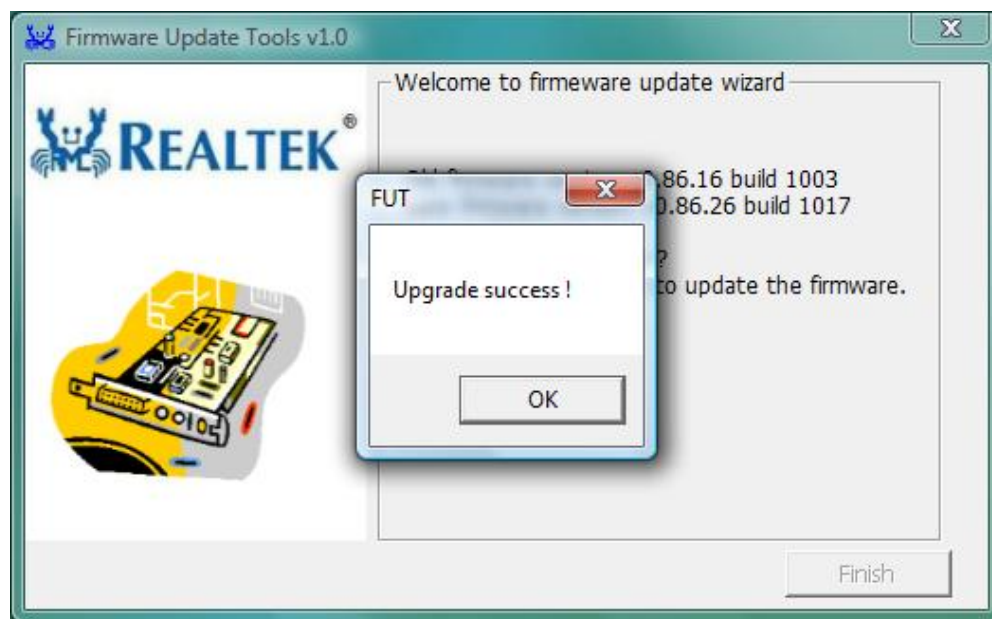 Firmware Update Tools v1.0
Welcome to firmeware update wizard
REALTEK®
.86.16 build 1003
.86.26 build 1017
?
to update the firmware.
FUT
Upgrade success !
OK
Finish